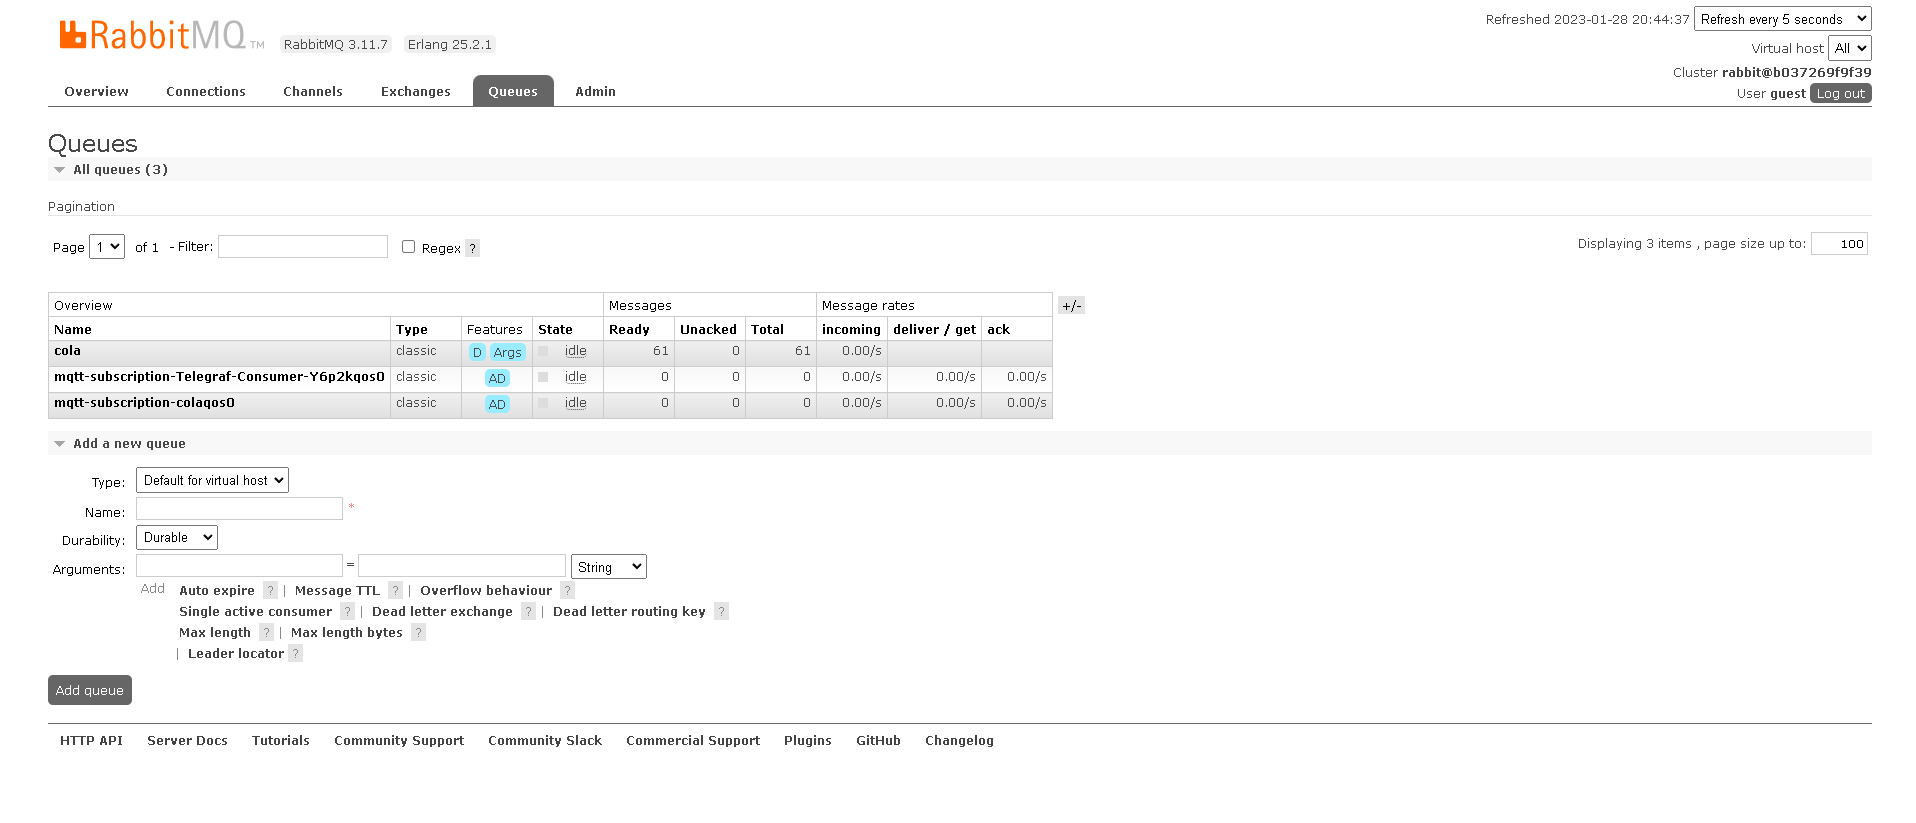 RabbitMQ TM RabbitMQ 3.11.7 Erlang 25.2.1
Refreshed 2023-01-28 20:44:37 Refresh every 5 seconds
Virtual host All
Cluster rabbit@b037269f9f39
User guest Log out
Overview Connections Channels Exchanges Queues Admin
Queues
All queues (3)
Pagination
Page 1 of 1 - Filter: Regex ? Displaying 3 items , page size up to: 100
Overview Messages Message rates +/-
Name Type Features State Ready Unacked Total incoming deliver / get ack
cola classic D Args idle 61 0 61 0.00/s
mqtt-subscription-Telegraf-Consumer-Y6p2kqos0 classic AD idle 0 0 0 0.00/s 0.00/s 0.00/s
mqtt-subscription-colaqos0 classic AD idle 0 0 0 0.00/s 0.00/s 0.00/s
Add a new queue
Type: Default for virtual host
Name: *
Durability: Durable
Arguments: = String
Add Auto expire ? | Message TTL ? | Overflow behaviour ?
Single active consumer ? | Dead letter exchange ? | Dead letter routing key ?
Max length ? | Max length bytes ?
| Leader locator ?
Add queue
HTTP API Server Docs Tutorials Community Support Community Slack Commercial Support Plugins GitHub Changelog